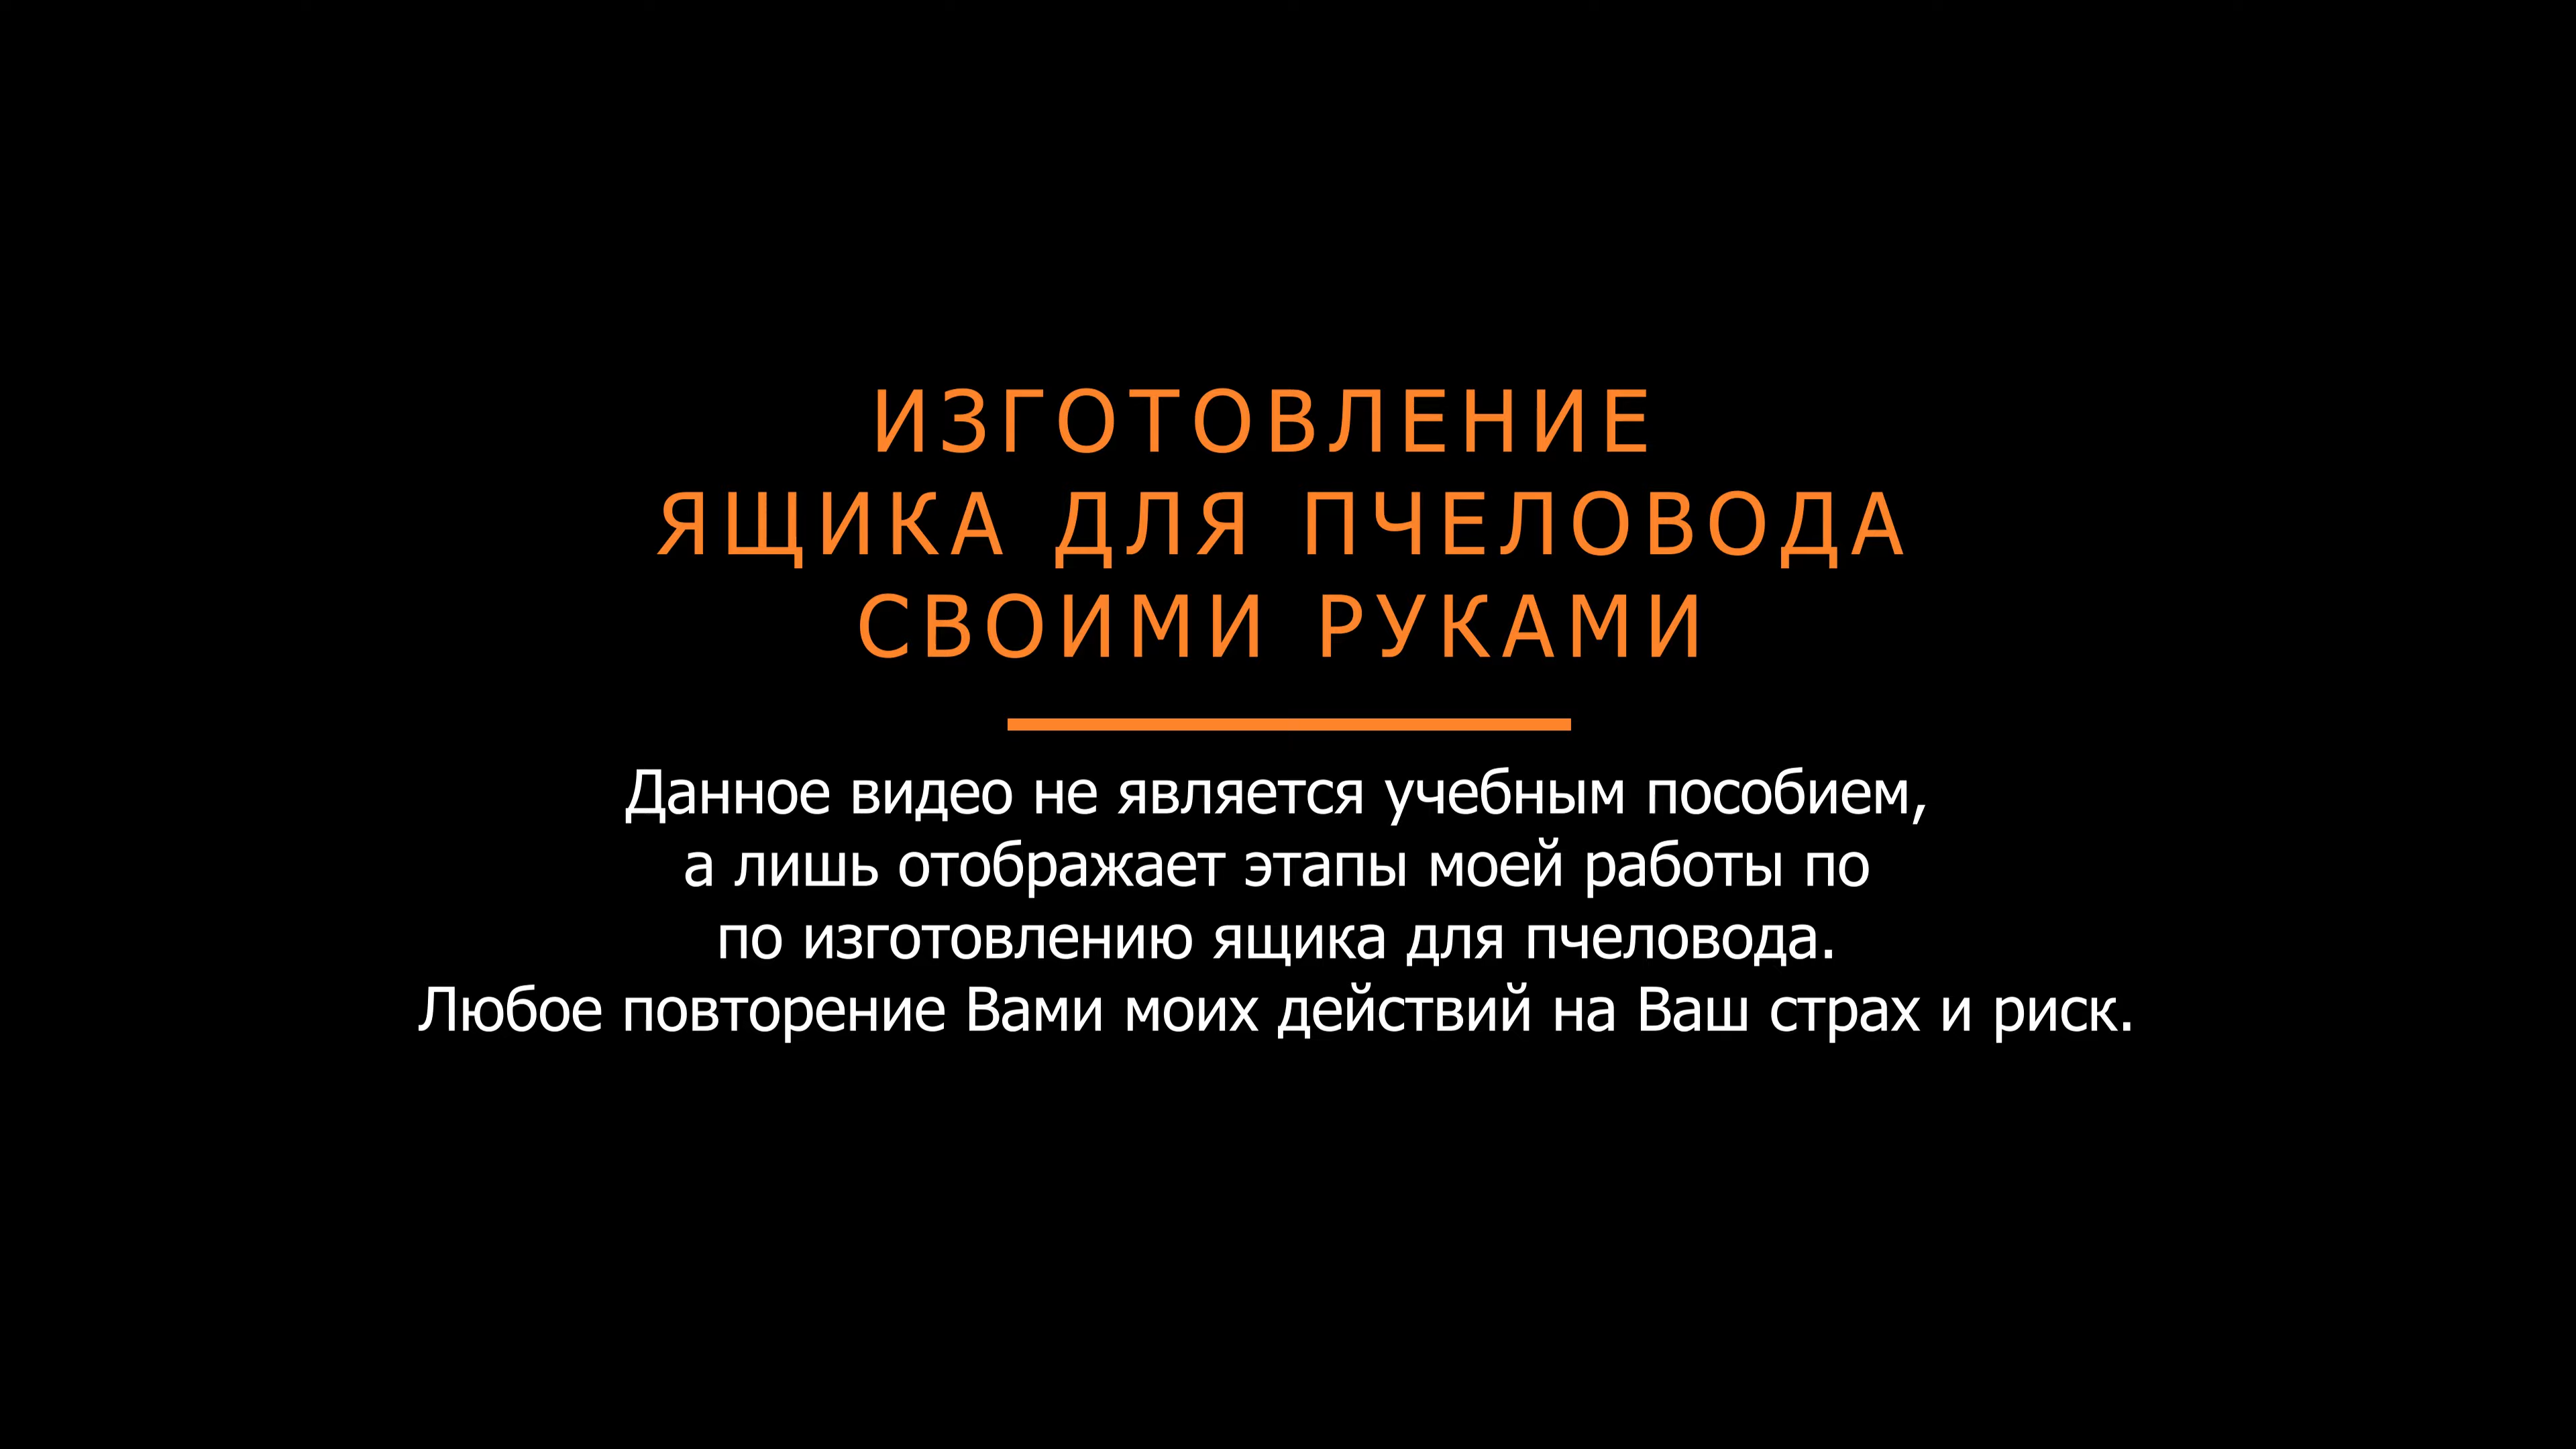 ИЗГОТОВЛЕНИЕ
ЯЩИКА ДЛЯ ПЧЕЛОВОДА
СВОИМИ РУКАМИ
Данное видео не является учебным пособием,
а лишь отображает этапы моей работы по
по изготовлению ящика для пчеловода.
Любое повторение Вами моих действий на Ваш страх и риск.